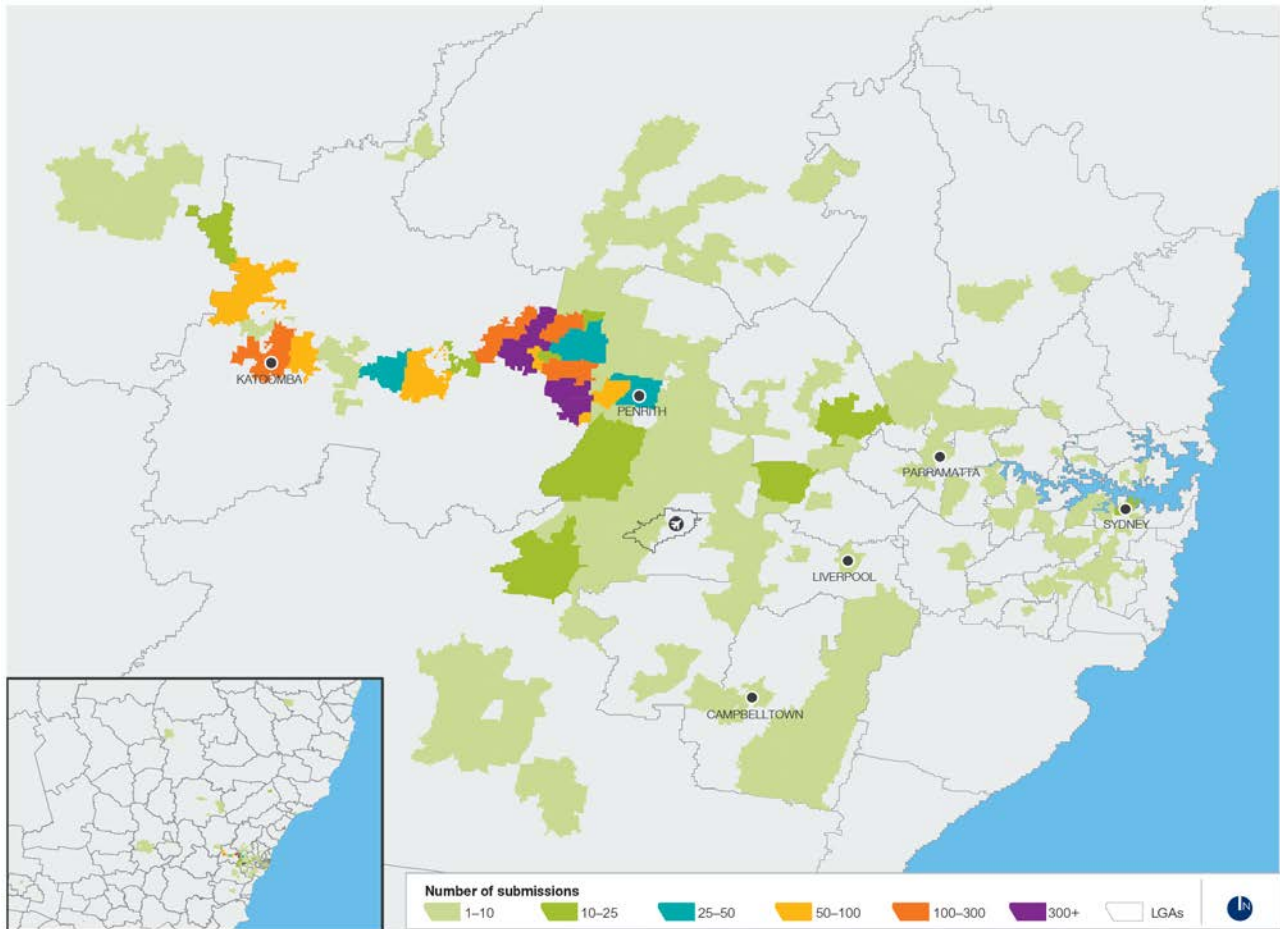 KATOOMBA
PENRITH
PARRAMATTA
SYDNEY
LIVERPOOL
CAMPBELLTOWN
Number of submissions
1–10
10–25
25–50
50–100
100–300
300+
LGAs
N